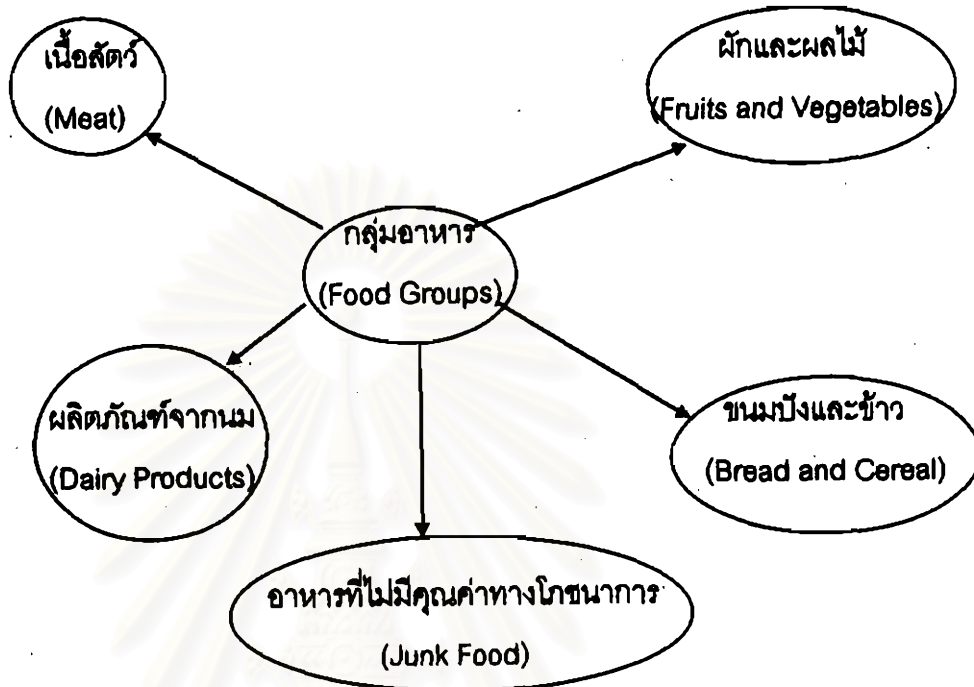 เนื้อสัตว์
(Meat)
ผักและผลไม้
(Fruits and Vegetables)
กลุ่มอาหาร
(Food Groups)
ผลิตภัณฑ์จากนม
(Dairy Products)
ขนมปังและข้าว
(Bread and Cereal)
อาหารที่ไม่มีคุณค่าทางโภชนาการ
(Junk Food)